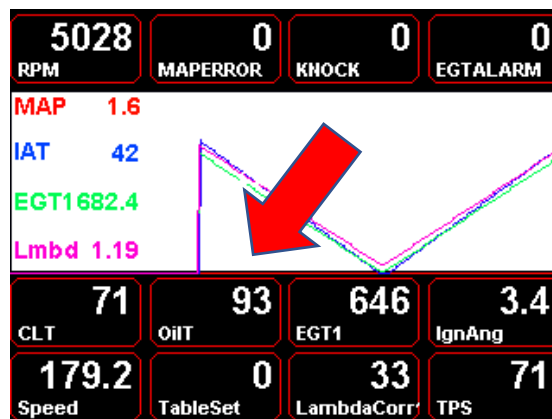 5028 0 0 0
RPM MAPERROR KNOCK EGTALARM
MAP 1.6
IAT 42
EGT1682.4
Lmbd 1.19
71 93 646 3.4
CLT OilT EGT1 IgnAng
179.2 0 33 71
Speed TableSet LambdaCorr TPS